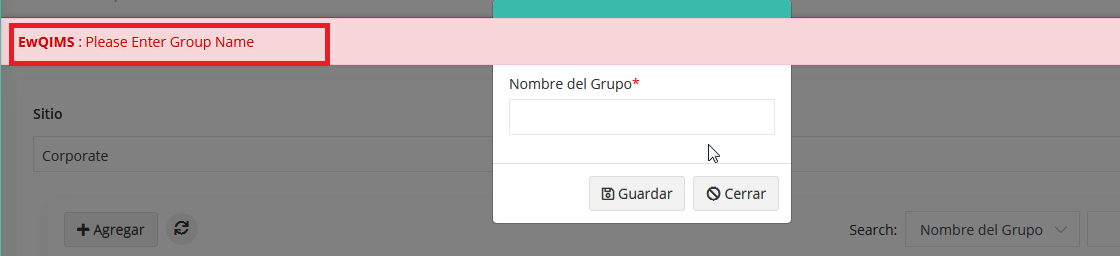 EwQIMS : Please Enter Group Name
Nombre del Grupo*
Sitio
Corporate
Guardar
Cerrar
Agregar
Search:
Nombre del Grupo